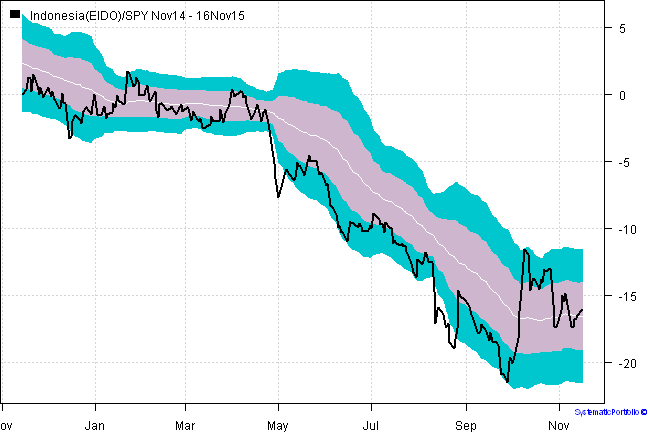 Indonesia(EIDO)/SPY Nov14 - 16Nov15
5
0
-5
-10
-15
-20
ov Jan Mar May Jul Sep Nov
SystematicPortfolio ©